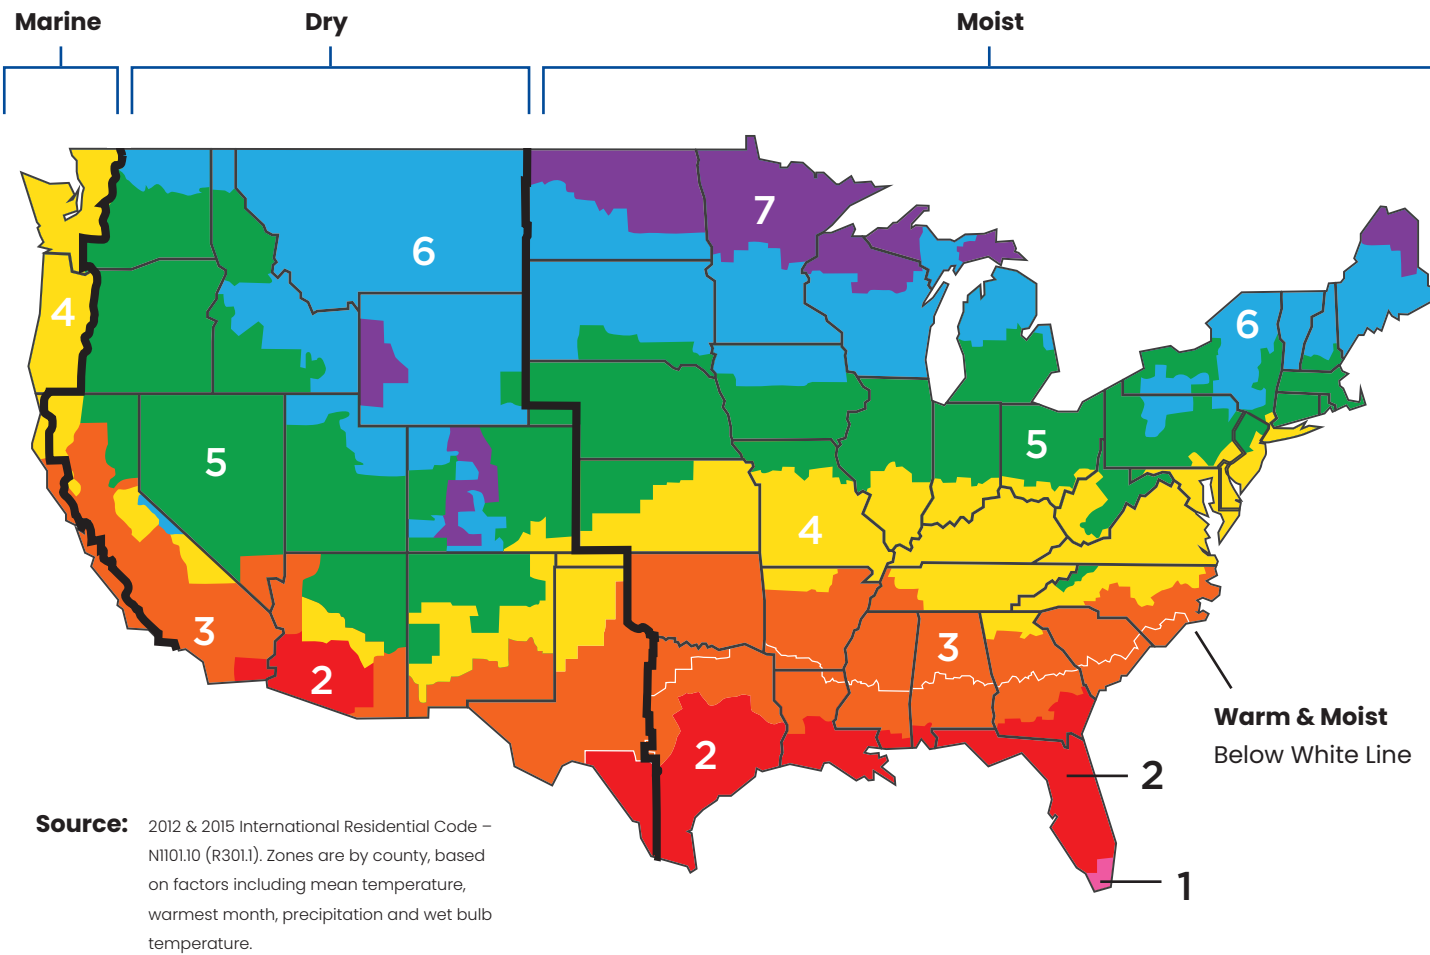 Marine
Dry
Moist
7
6
6
4
5
5
4
3
3
2
2
Warm & Moist
Below White Line
2
1
Source:
2012 & 2015 International Residential Code –
N1101.10 (R301.1). Zones are by county, based
on factors including mean temperature,
warmest month, precipitation and wet bulb
temperature.